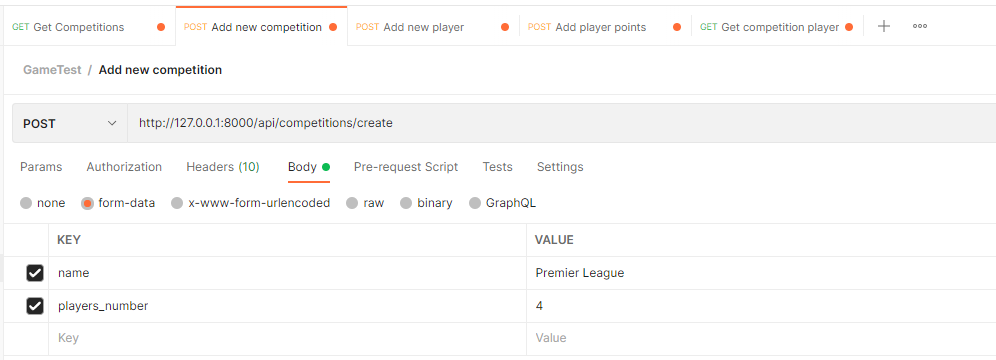 GET Get Competitions POST Add new competition POST Add new player POST Add player points GET Get competition player + ooo
GameTest / Add new competition
POST http://127.0.0.1:8000/api/competitions/create
Params Authorization Headers (10) Body Pre-request Script Tests Settings
none form-data x-www-form-urlencoded raw binary GraphQL
KEY VALUE
name Premier League
players_number 4
Key Value